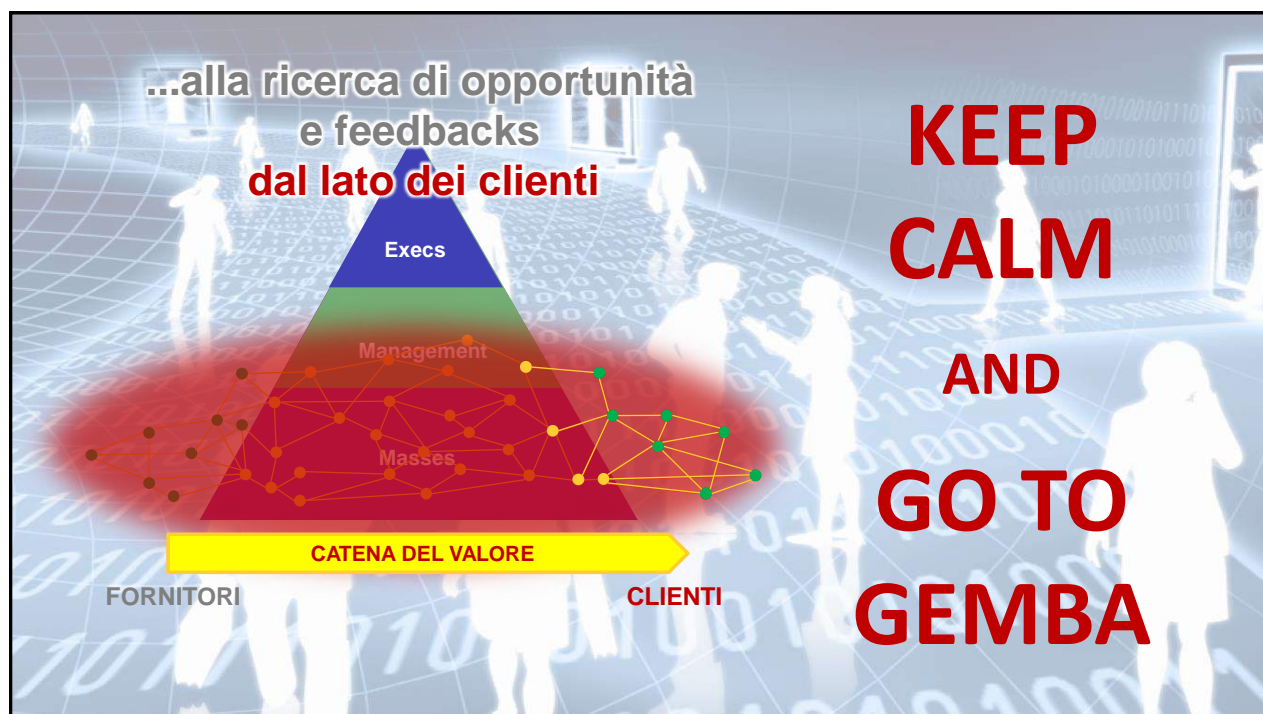 ...alla ricerca di opportunità
e feedbacks
dal lato dei clienti
Execs
Management
Masses
CATENA DEL VALORE
FORNITORI
CLIENTI
KEEP
CALM
AND
GO TO
GEMBA